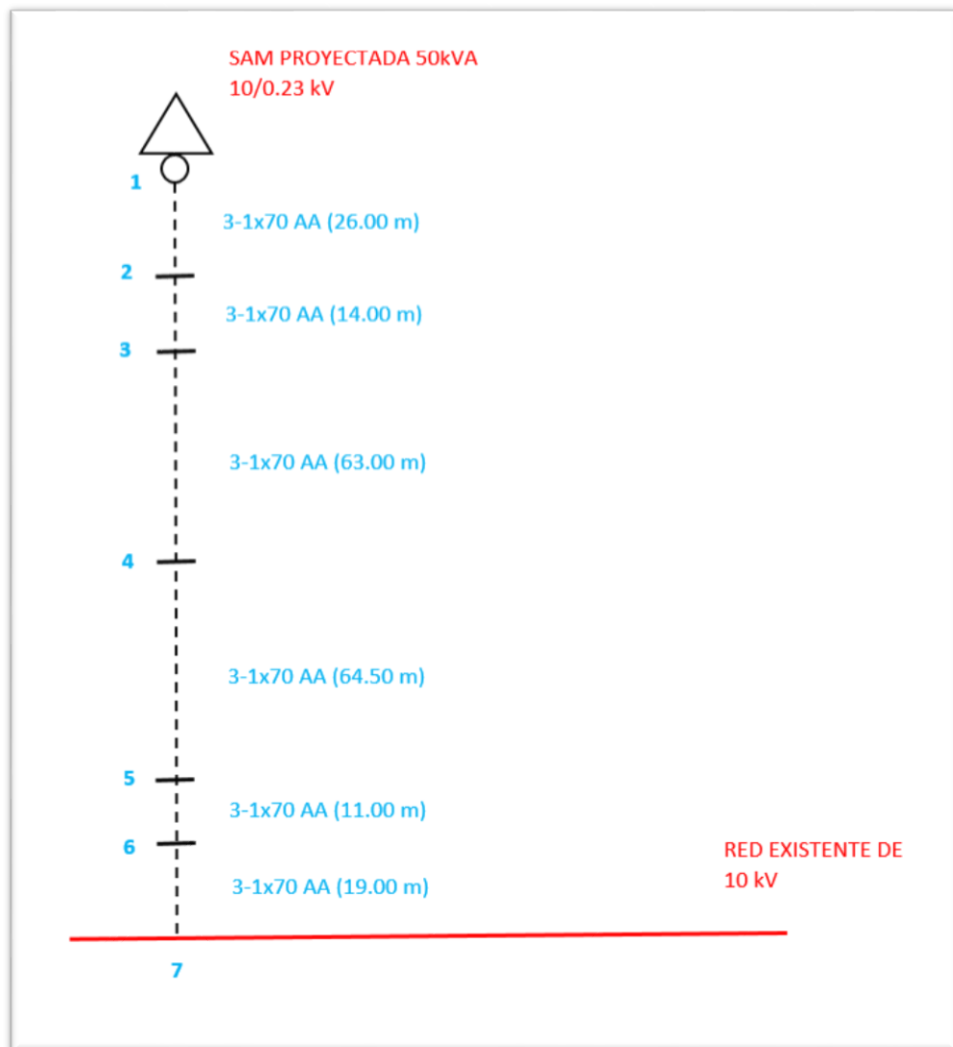 SAM PROYECTADA 50kVA
10/0.23 kV
1
3-1x70 AA (26.00 m)
2
3-1x70 AA (14.00 m)
3
3-1x70 AA (63.00 m)
4
3-1x70 AA (64.50 m)
5
3-1x70 AA (11.00 m)
6
RED EXISTENTE DE
10 kV
3-1x70 AA (19.00 m)
7